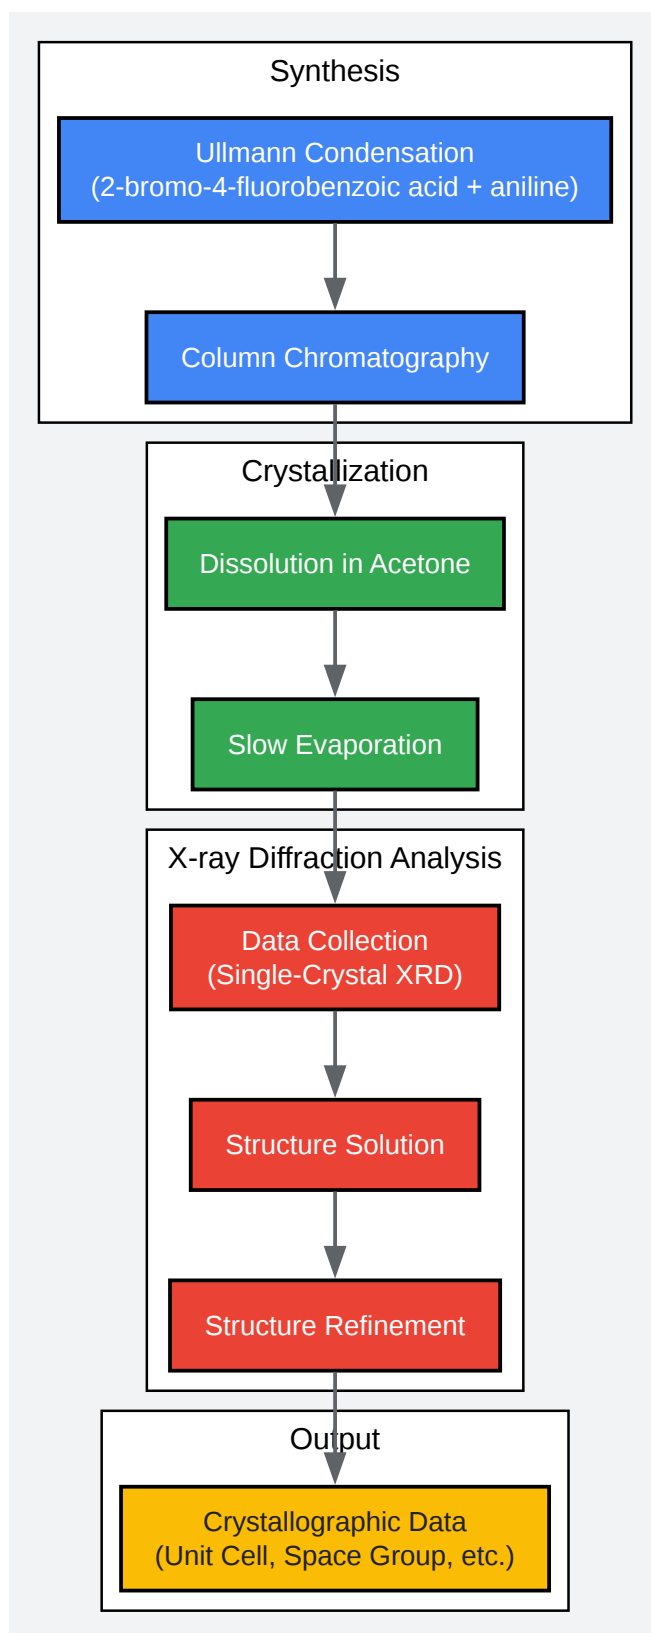 Synthesis
Ullmann Condensation
(2-bromo-4-fluorobenzoic acid + aniline)
Column Chromatography
Crystallization
Dissolution in Acetone
Slow Evaporation
X-ray Diffraction Analysis
Data Collection
(Single-Crystal XRD)
Structure Solution
Structure Refinement
Output
Crystallographic Data
(Unit Cell, Space Group, etc.)